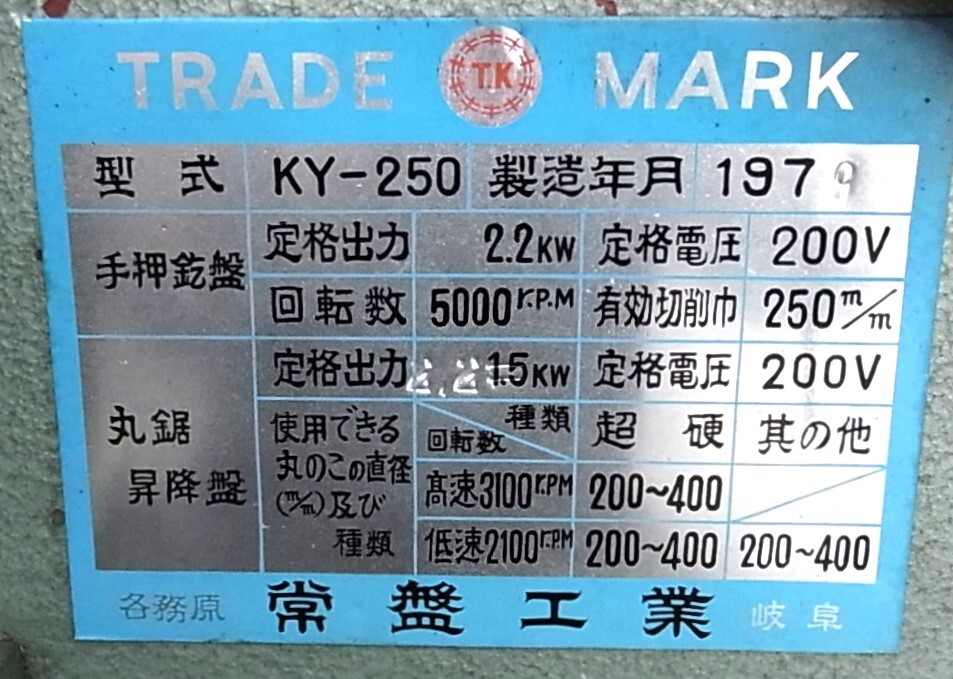 TRADE TK MARK
型式 KY-250 製造年月 1979
手押鉋盤 定格出力 2.2KW 定格電圧 200V
回転数 5000r.P.M 有効切削巾 250m/m
定格出力 2.2 1.5KW 定格電圧 200V
丸鋸昇降盤 使用できる丸のこの直径(m/m)及び種類 種類 回転数 超硬 其の他
高速3100r.P.M 200~400
低速2100r.P.M 200~400 200~400
各務原 常盤工業 岐阜